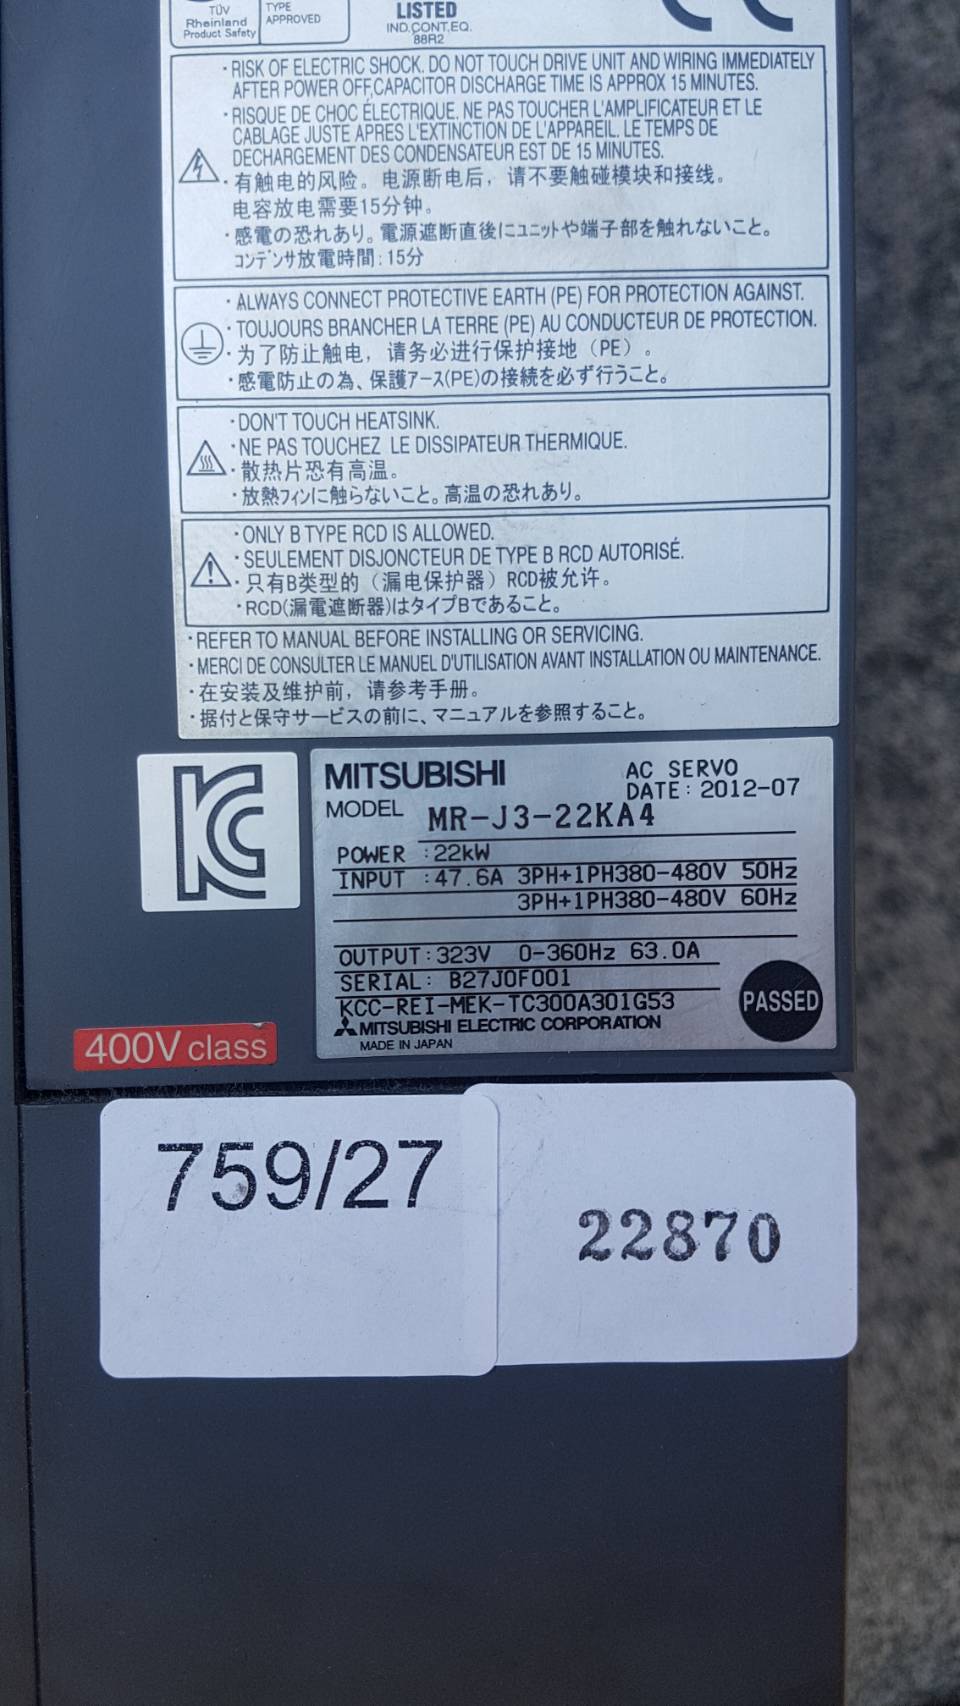 TÜV
Rheinland
Product Safety
TYPE
APPROVED
LISTED
IND.CONT.EQ.
88R2
・RISK OF ELECTRIC SHOCK. DO NOT TOUCH DRIVE UNIT AND WIRING IMMEDIATELY
AFTER POWER OFF,CAPACITOR DISCHARGE TIME IS APPROX 15 MINUTES.
・RISQUE DE CHOC ÉLECTRIQUE. NE PAS TOUCHER L'AMPLIFICATEUR ET LE
CABLAGE JUSTE APRES L'EXTINCTION DE L'APPAREIL. LE TEMPS DE
DECHARGEMENT DES CONDENSATEUR EST DE 15 MINUTES.
・有触电的风险。电源断电后，请不要触碰模块和接线。
电容放电需要15分钟。
・感電の恐れあり。電源遮断直後にユニットや端子部を触れないこと。
コンデンサ放電時間：15分
・ALWAYS CONNECT PROTECTIVE EARTH (PE) FOR PROTECTION AGAINST.
・TOUJOURS BRANCHER LA TERRE (PE) AU CONDUCTEUR DE PROTECTION.
・为了防止触电，请务必进行保护接地（PE）。
・感電防止の為、保護アース(PE)の接続を必ず行うこと。
・DON'T TOUCH HEATSINK.
・NE PAS TOUCHEZ LE DISSIPATEUR THERMIQUE.
・散热片恐有高温。
・放熱フィンに触らないこと。高温の恐れあり。
・ONLY B TYPE RCD IS ALLOWED.
・SEULEMENT DISJONCTEUR DE TYPE B RCD AUTORISÉ.
・只有B类型的（漏电保护器）RCD被允许。
・RCD(漏電遮断器)はタイプBであること。
・REFER TO MANUAL BEFORE INSTALLING OR SERVICING.
・MERCI DE CONSULTER LE MANUEL D'UTILISATION AVANT INSTALLATION OU MAINTENANCE.
・在安装及维护前，请参考手册。
・据付と保守サービスの前に、マニュアルを参照すること。
MITSUBISHI
AC SERVO
DATE: 2012-07
MODEL MR-J3-22KA4
POWER :22kW
INPUT :47.6A 3PH+1PH380-480V 50Hz
3PH+1PH380-480V 60Hz
OUTPUT:323V 0-360Hz 63.0A
SERIAL: B27J0F001
KCC-REI-MEK-TC300A301G53
MITSUBISHI ELECTRIC CORPORATION
MADE IN JAPAN
PASSED
400V class
759/27
22870